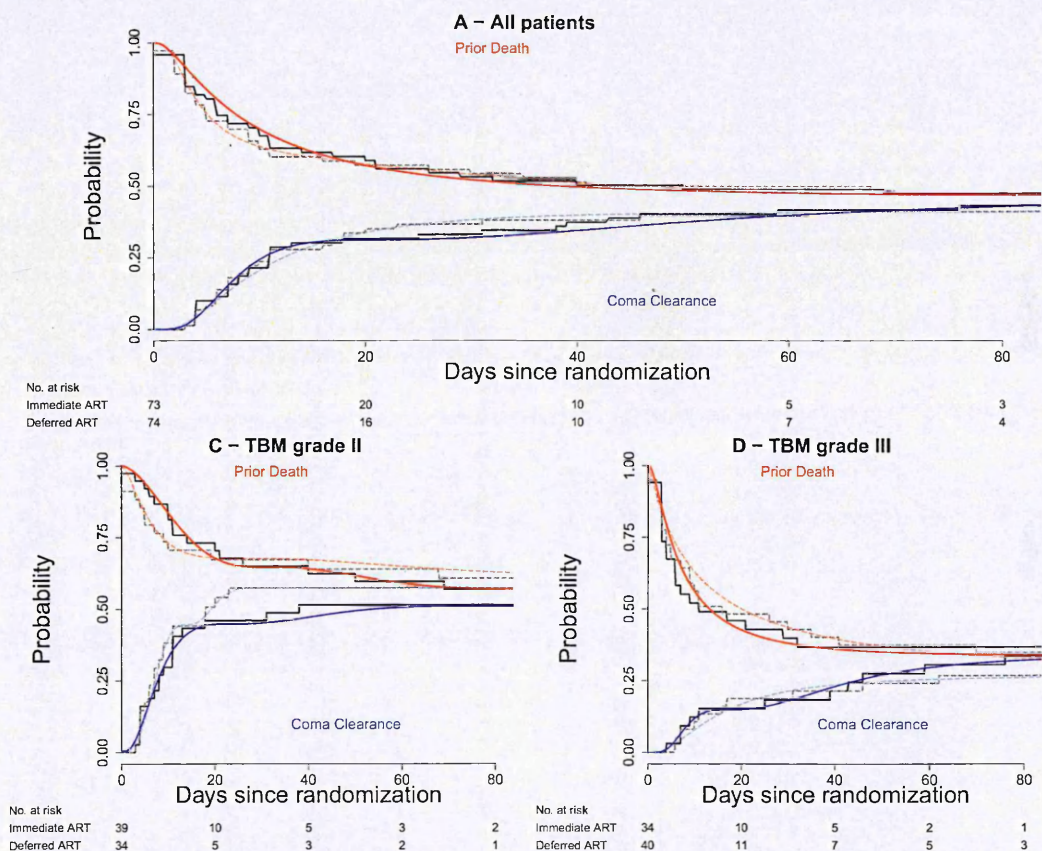 A − All patients
Prior Death
1.00
0.75
0.50
0.25
0.00
Probability
Coma Clearance
0 20 40 60 80
Days since randomization
No. at risk
Immediate ART 73 20 10 5 3
Deferred ART 74 16 10 7 4
C − TBM grade II
Prior Death
1.00
0.75
0.50
0.25
0.00
Probability
Coma Clearance
0 20 40 60 80
Days since randomization
No. at risk
Immediate ART 39 10 5 3 2
Deferred ART 34 5 3 2 1
D − TBM grade III
Prior Death
1.00
0.75
0.50
0.25
0.00
Probability
Coma Clearance
0 20 40 60 80
Days since randomization
No. at risk
Immediate ART 34 10 5 2 1
Deferred ART 40 11 7 5 3